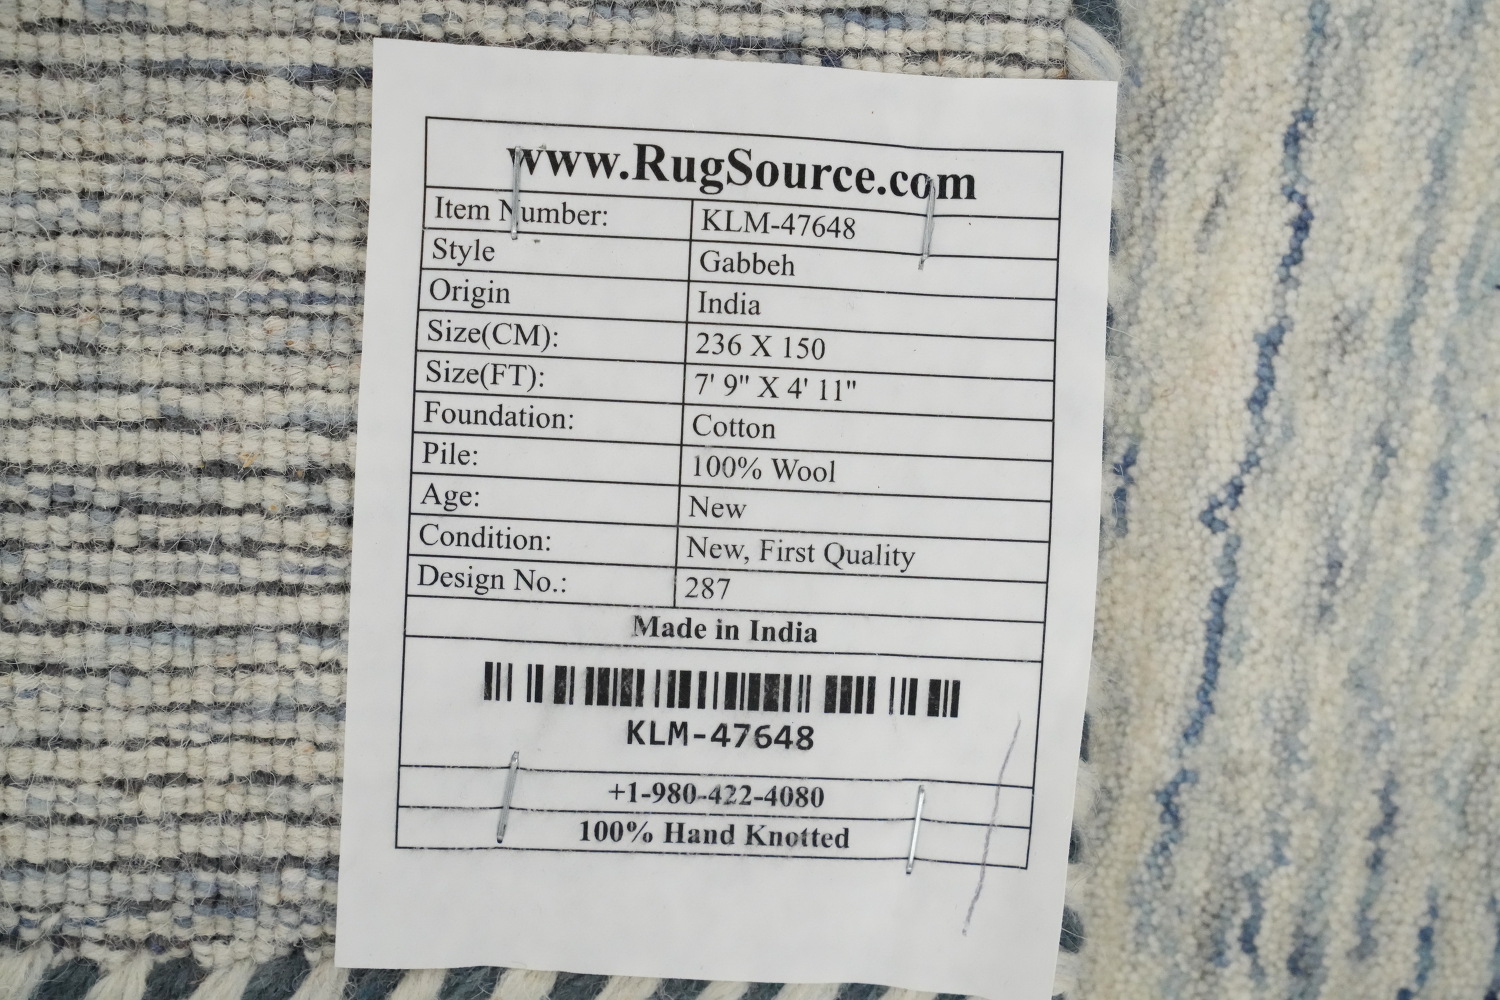 www.RugSource.com
Item Number: KLM-47648
Style Gabbeh
Origin India
Size(CM): 236 X 150
Size(FT): 7' 9" X 4' 11"
Foundation: Cotton
Pile: 100% Wool
Age: New
Condition: New, First Quality
Design No.: 287
Made in India
KLM-47648
+1-980-422-4080
100% Hand Knotted